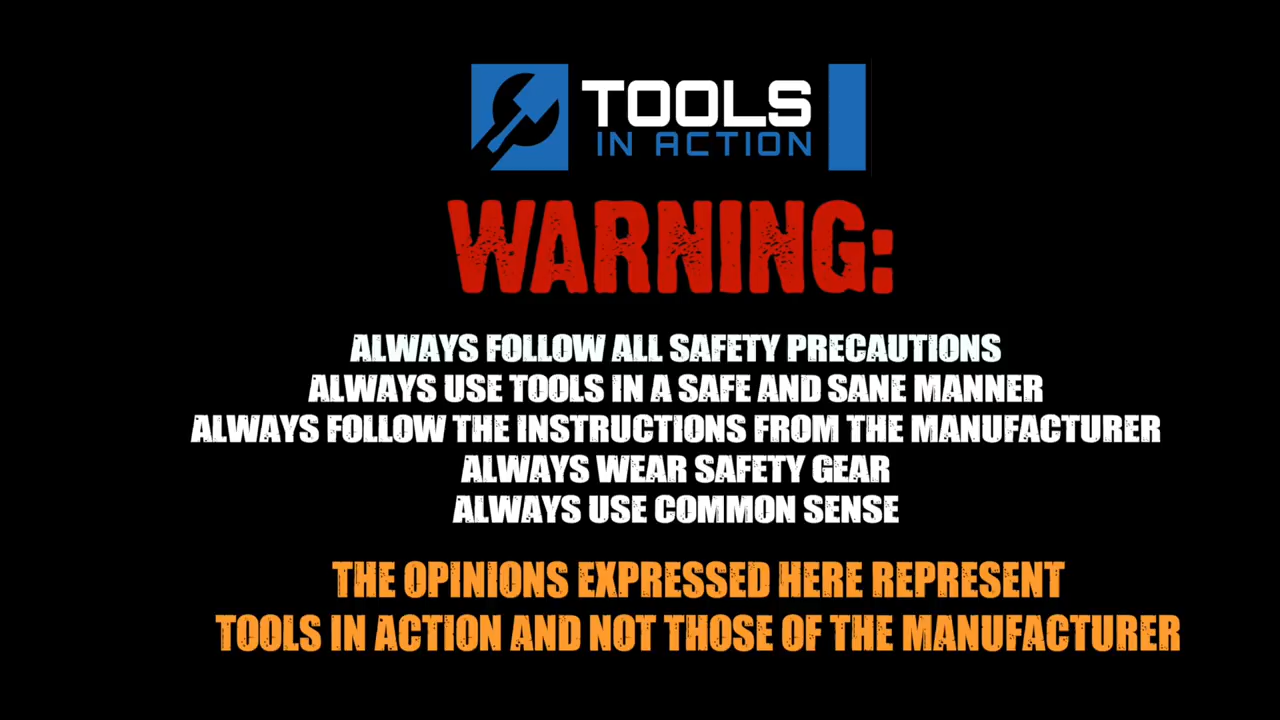 TOOLS
IN ACTION
WARNING:
ALWAYS FOLLOW ALL SAFETY PRECAUTIONS
ALWAYS USE TOOLS IN A SAFE AND SANE MANNER
ALWAYS FOLLOW THE INSTRUCTIONS FROM THE MANUFACTURER
ALWAYS WEAR SAFETY GEAR
ALWAYS USE COMMON SENSE
THE OPINIONS EXPRESSED HERE REPRESENT
TOOLS IN ACTION AND NOT THOSE OF THE MANUFACTURER